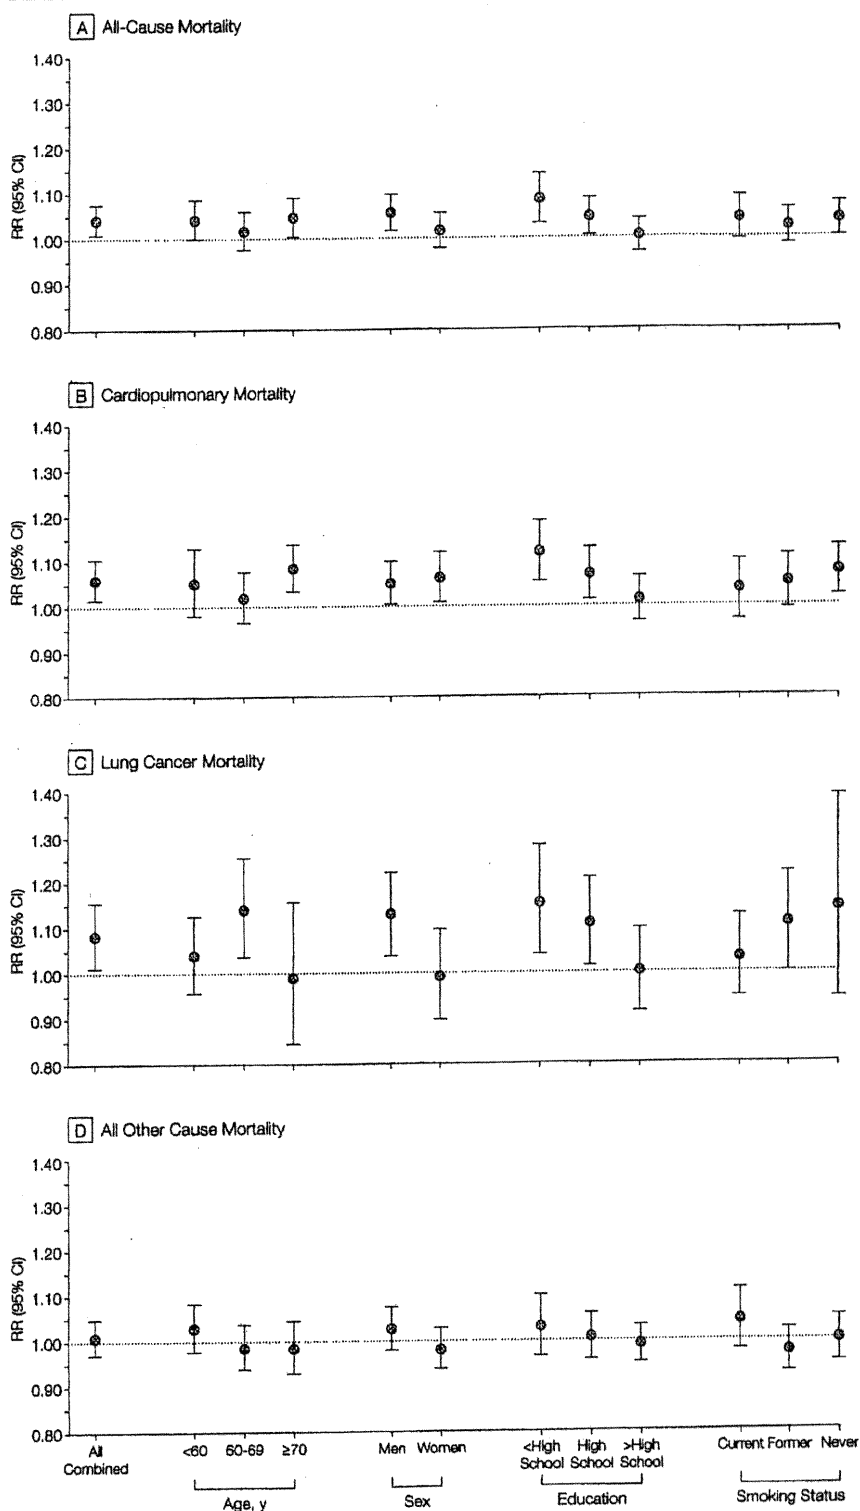 A All-Cause Mortality
1.40
1.30
1.20
1.10
1.00
0.90
0.80
RR (95% CI)
B Cardiopulmonary Mortality
1.40
1.30
1.20
1.10
1.00
0.90
0.80
RR (95% CI)
C Lung Cancer Mortality
1.40
1.30
1.20
1.10
1.00
0.90
0.80
RR (95% CI)
D All Other Cause Mortality
1.40
1.30
1.20
1.10
1.00
0.90
0.80
RR (95% CI)
All Combined
<60 60-69 ≥70
Age, y
Men Women
Sex
<High School High School >High School
Education
Current Former Never
Smoking Status